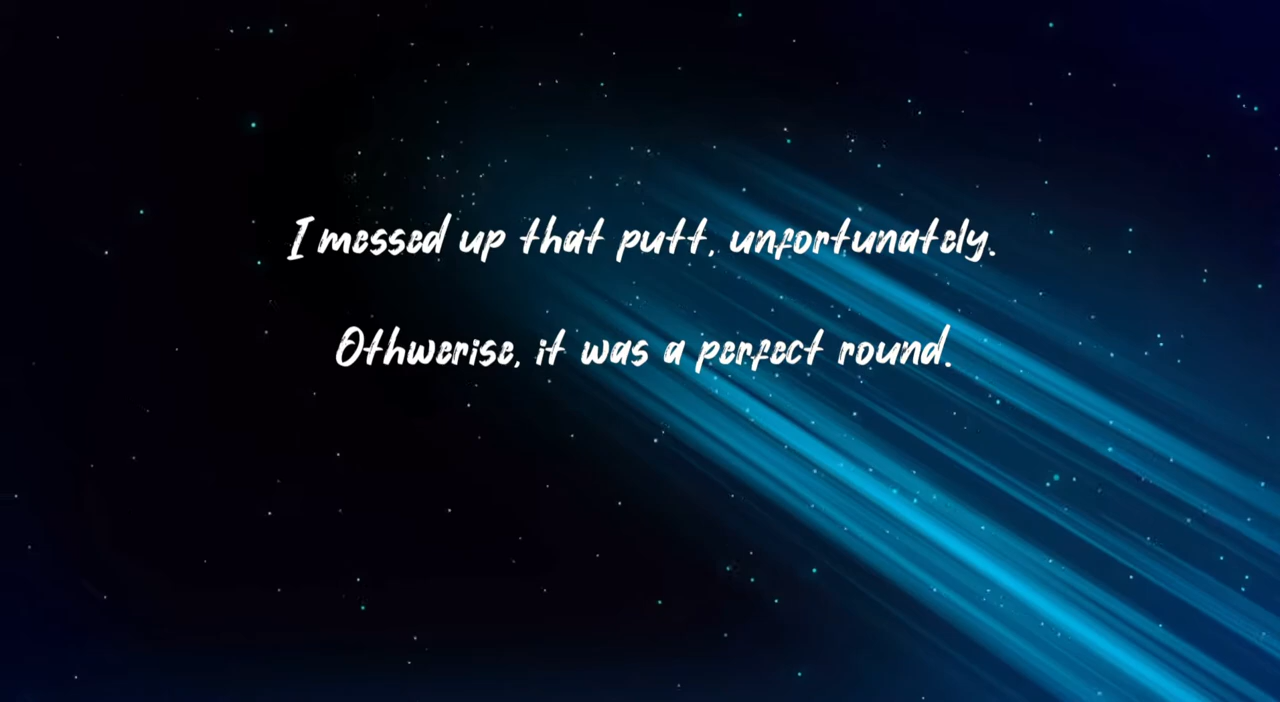 I messed up that putt, unfortunately.
Othwerise, it was a perfect round.